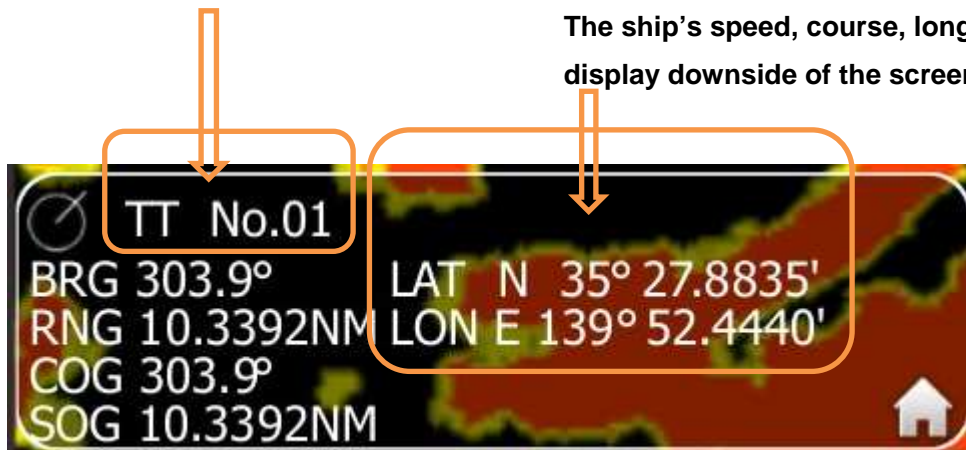 The ship’s speed, course, long
display downside of the screen
TT No.01
BRG 303.9° LAT N 35° 27.8835'
RNG 10.3392NM LON E 139° 52.4440'
COG 303.9°
SOG 10.3392NM